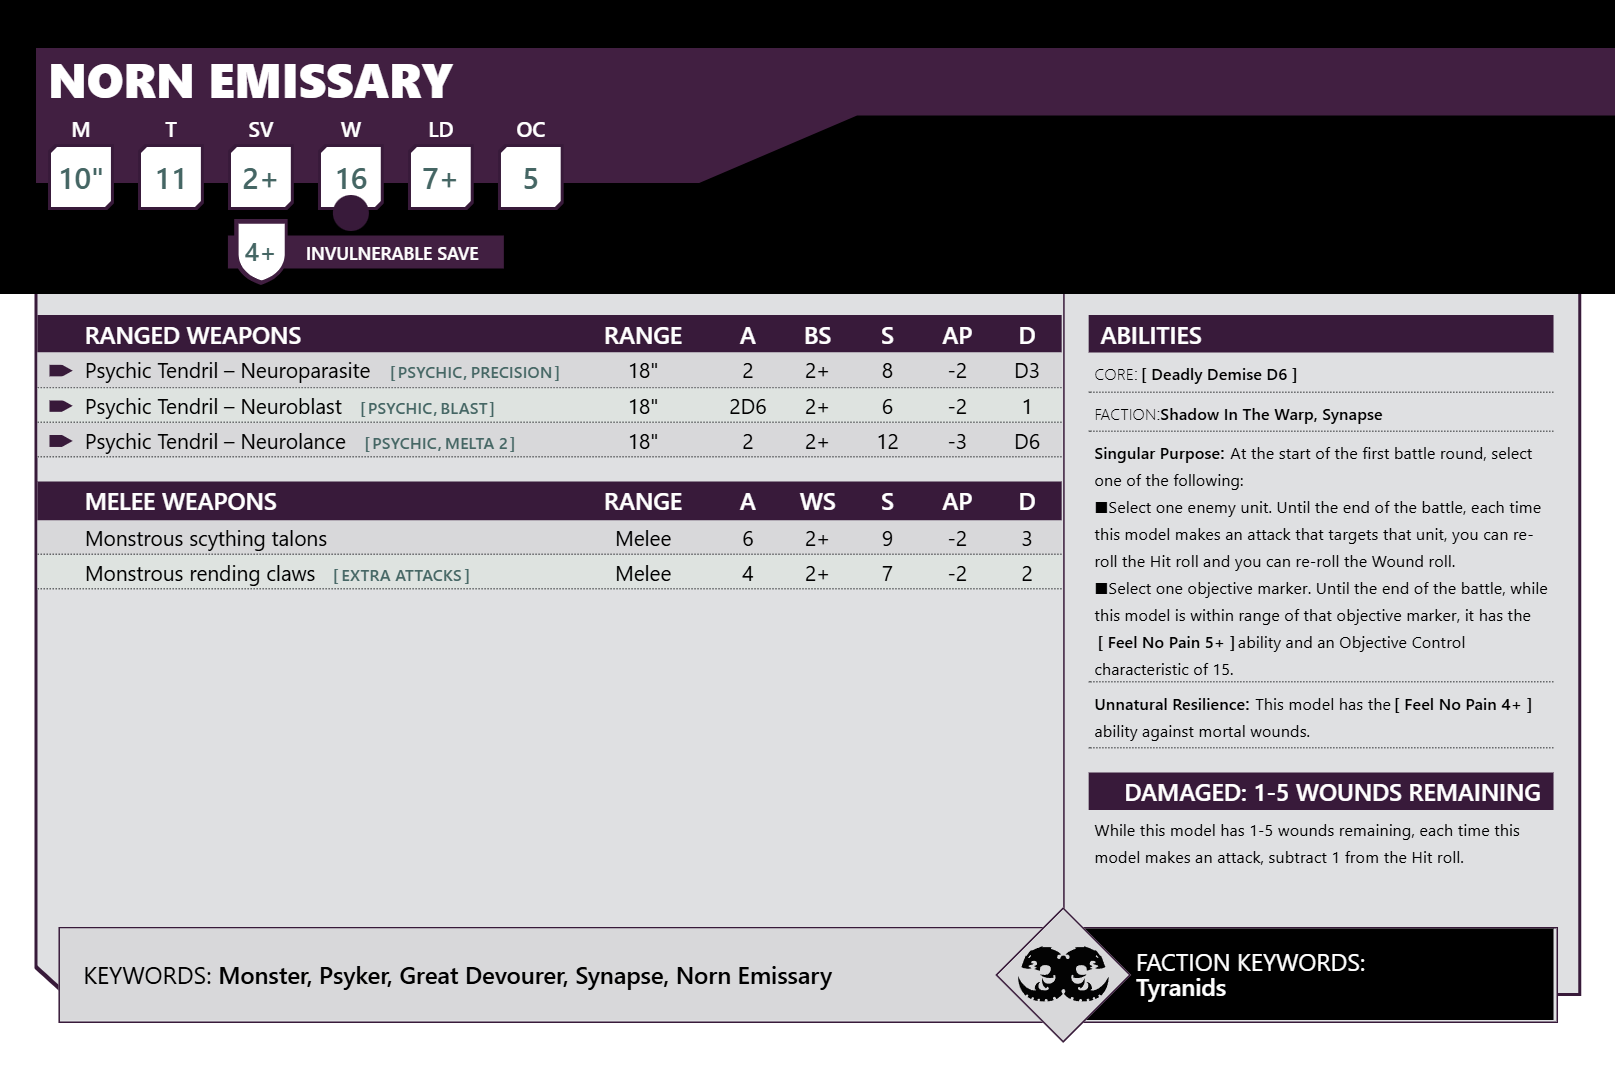 NORN EMISSARY
M T SV W LD OC
10" 11 2+ 16 7+ 5
4+ INVULNERABLE SAVE
RANGED WEAPONS RANGE A BS S AP D
Psychic Tendril – Neuroparasite [PSYCHIC, PRECISION] 18" 2 2+ 8 -2 D3
Psychic Tendril – Neuroblast [PSYCHIC, BLAST] 18" 2D6 2+ 6 -2 1
Psychic Tendril – Neurolance [PSYCHIC, MELTA 2] 18" 2 2+ 12 -3 D6
MELEE WEAPONS RANGE A WS S AP D
Monstrous scything talons Melee 6 2+ 9 -2 3
Monstrous rending claws [EXTRA ATTACKS] Melee 4 2+ 7 -2 2
ABILITIES
CORE: [ Deadly Demise D6 ]
FACTION:Shadow In The Warp, Synapse
Singular Purpose: At the start of the first battle round, select
one of the following:
■Select one enemy unit. Until the end of the battle, each time
this model makes an attack that targets that unit, you can re-
roll the Hit roll and you can re-roll the Wound roll.
■Select one objective marker. Until the end of the battle, while
this model is within range of that objective marker, it has the
[ Feel No Pain 5+ ] ability and an Objective Control
characteristic of 15.
Unnatural Resilience: This model has the [ Feel No Pain 4+ ]
ability against mortal wounds.
DAMAGED: 1-5 WOUNDS REMAINING
While this model has 1-5 wounds remaining, each time this
model makes an attack, subtract 1 from the Hit roll.
KEYWORDS: Monster, Psyker, Great Devourer, Synapse, Norn Emissary
FACTION KEYWORDS:
Tyranids